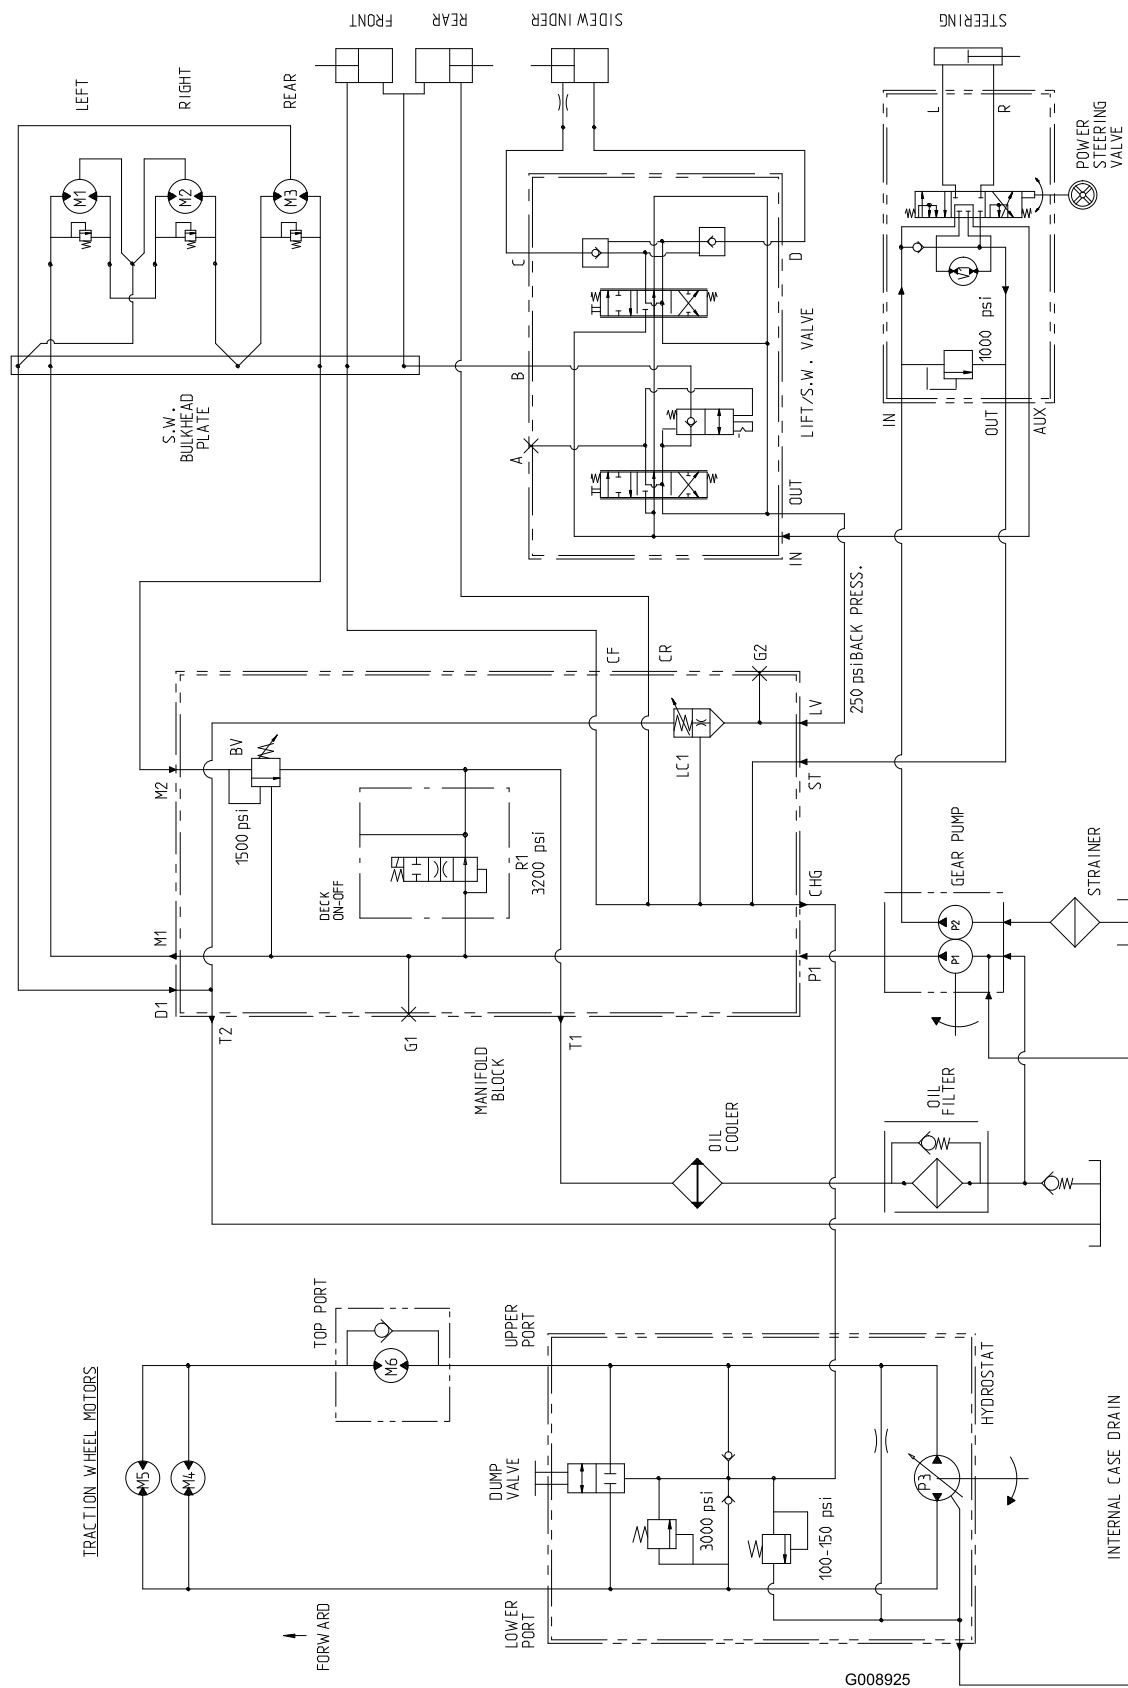 FRONT
REAR
SIDEWINDER
STEERING
LEFT
RIGHT
REAR
M1
M2
M3
L
R
POWER
STEERING
VALVE
C
D
V1
1000 psi
S.W.
BULKHEAD
PLATE
B
A
LIFT/S.W. VALVE
IN
OUT
AUX
OUT
IN
250 psi BACK PRESS.
CF
CR
G2
LV
M2
BV
1500 psi
LC1
ST
DECK
ON-OFF
R1
3200 psi
CHG
M1
P1
D1
T2
G1
T1
MANIFOLD
BLOCK
GEAR PUMP
P2
P1
STRAINER
OIL
COOLER
OIL
FILTER
TOP PORT
M6
UPPER
PORT
TRACTION WHEEL MOTORS
M5
M4
DUMP
VALVE
3000 psi
100-150 psi
P3
HYDROSTAT
LOWER
PORT
FORWARD
INTERNAL CASE DRAIN
G008925